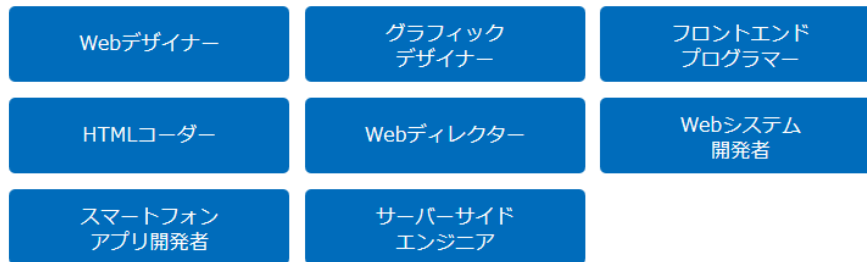 Webデザイナー
グラフィック
デザイナー
フロントエンド
プログラマー
HTMLコーダー
Webディレクター
Webシステム
開発者
スマートフォン
アプリ開発者
サーバーサイド
エンジニア